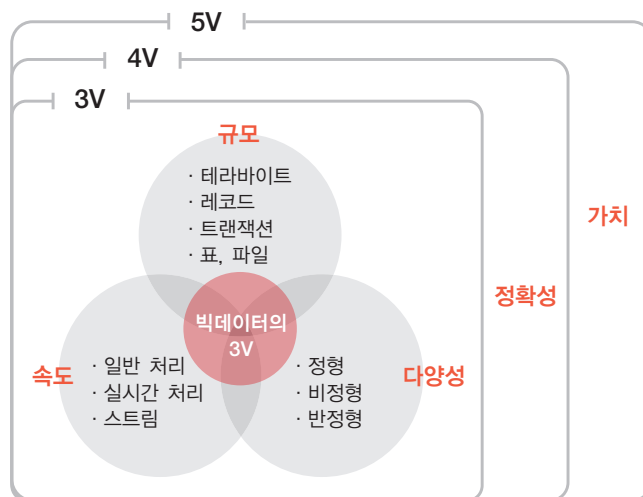 5V
4V
3V
규모
· 테라바이트
· 레코드
· 트랜잭션
· 표, 파일
가치
정확성
빅데이터의
3V
속도
· 일반 처리
· 실시간 처리
· 스트림
· 정형
· 비정형
· 반정형
다양성